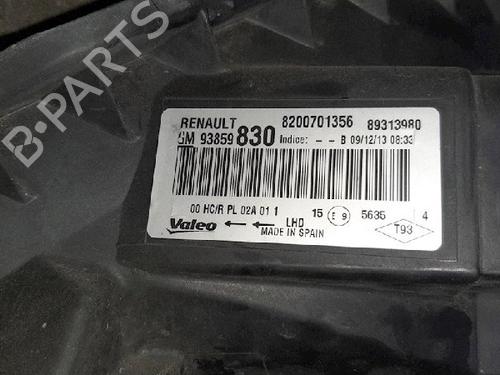 B-PARTS
RENAULT 8200701356 89313980
GM 93859 830 Indice: - - B 09/12/13 08:33
00 HC/R PL 02A 01 1 15 E 9 5635 4
Valeo ← ← LHD T93
MADE IN SPAIN